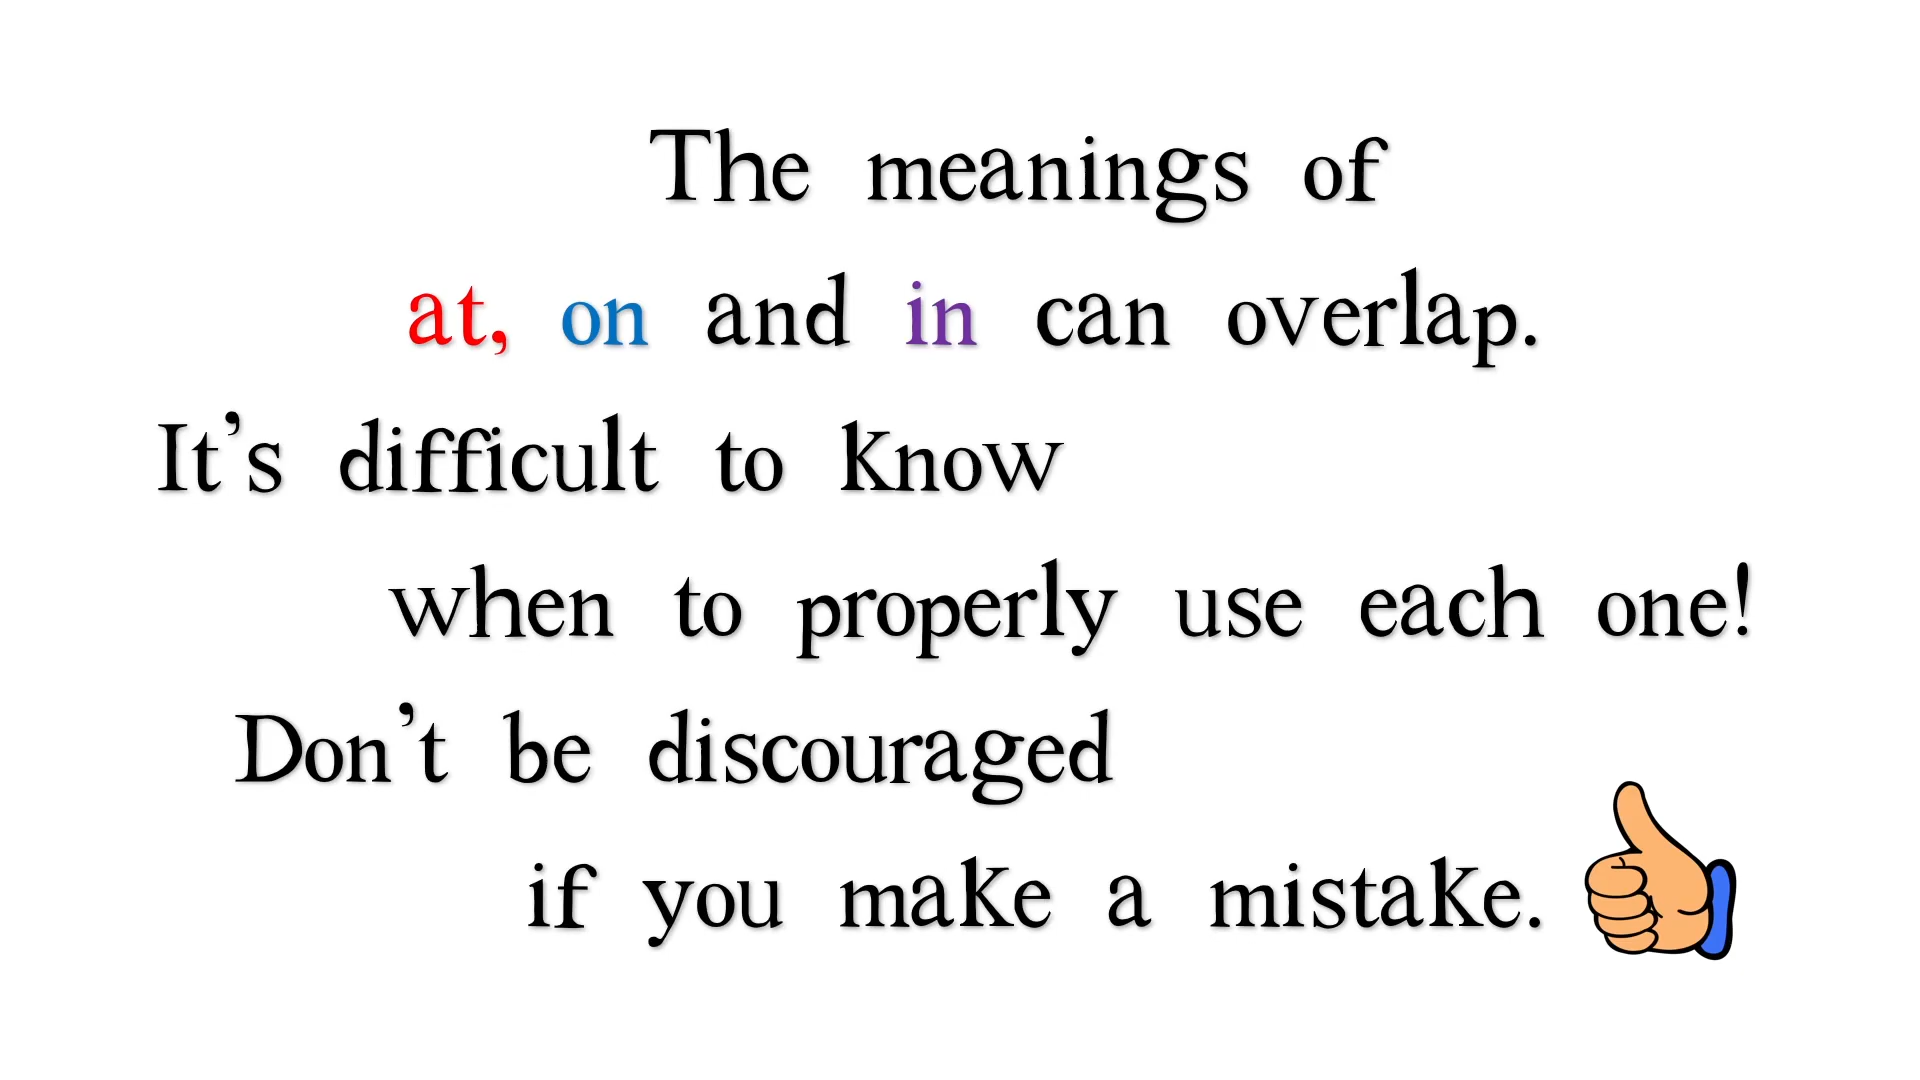 The meanings of
at, on and in can overlap.
It’s difficult to know
when to properly use each one!
Don’t be discouraged
if you make a mistake.